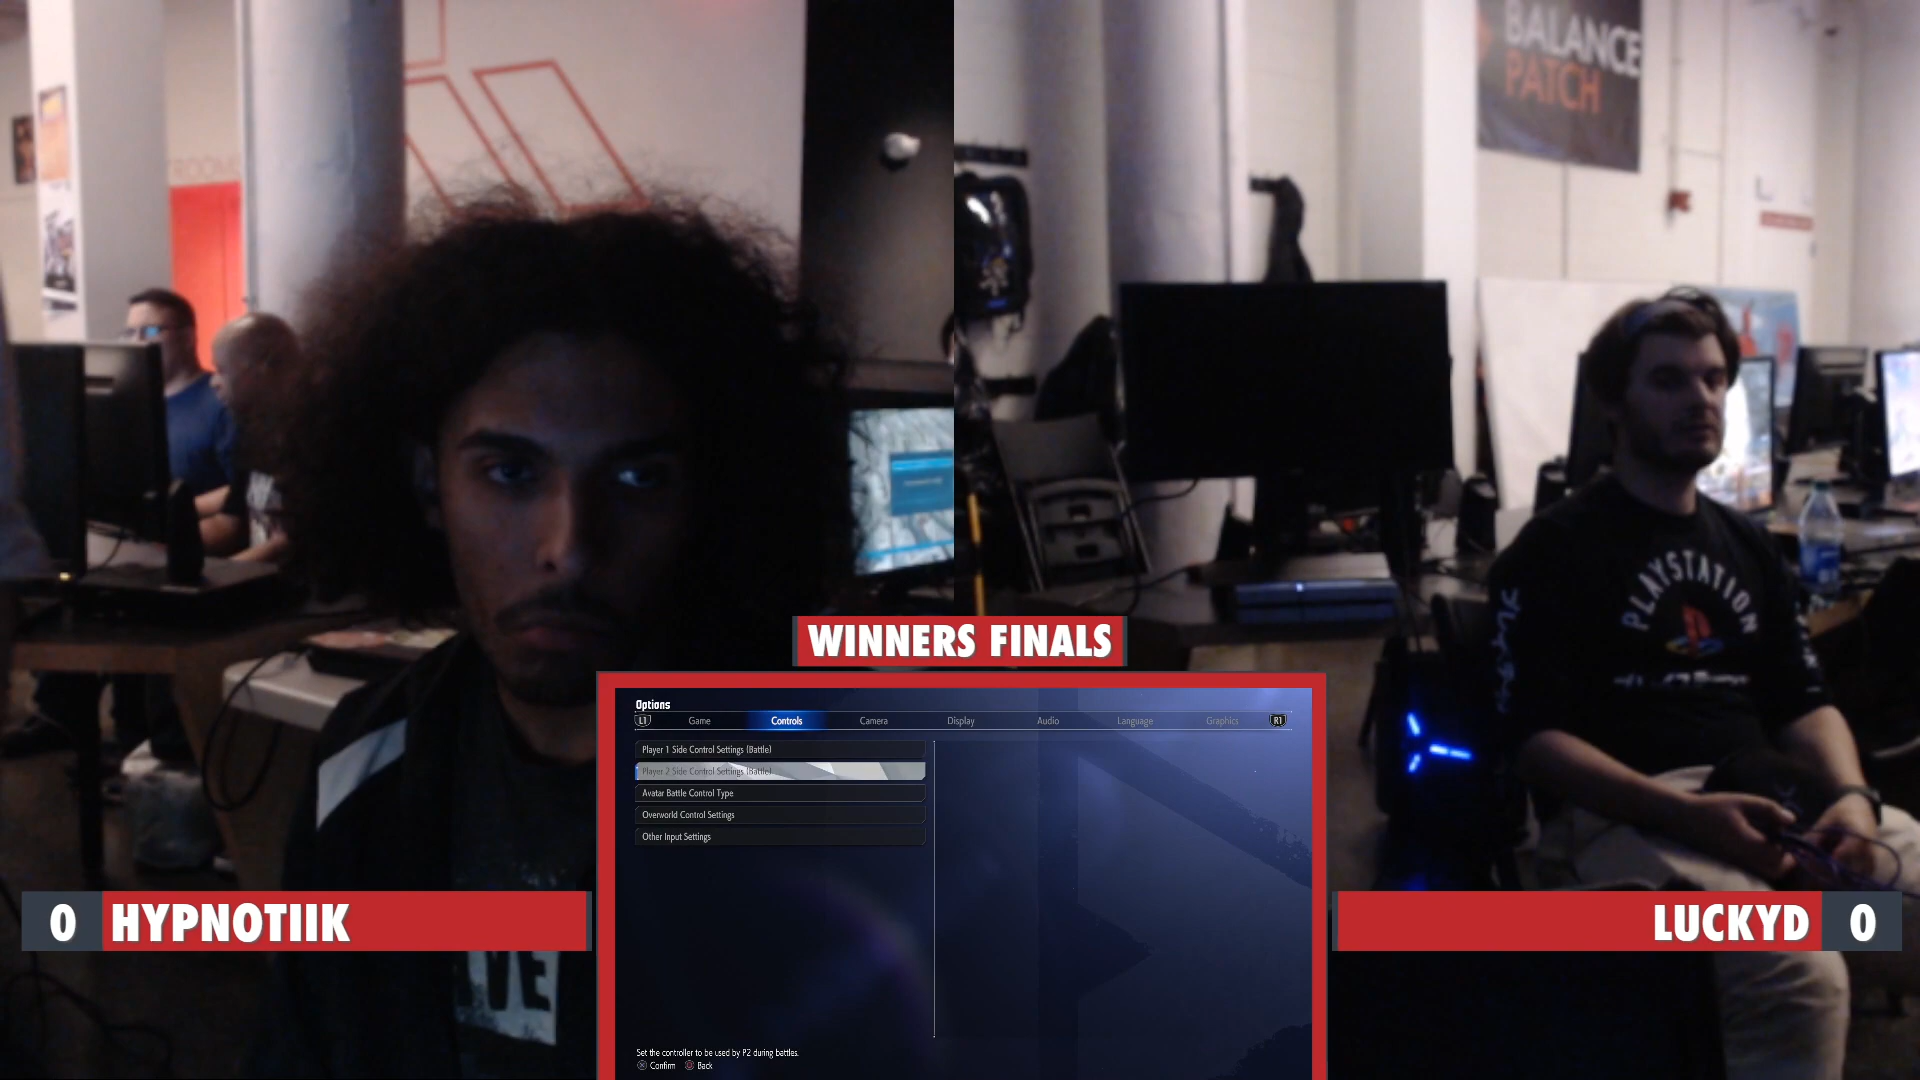 ROOM
BALANCE
PATCH
PLAYSTATION
WINNERS FINALS
Options
L1 Game Controls Camera Display Audio Language Graphics R1
Player 1 Side Control Settings (Battle)
Player 2 Side Control Settings (Battle)
Avatar Battle Control Type
Overworld Control Settings
Other Input Settings
0 HYPNOTIIK
LUCKYD 0
Set the controller to be used by P2 during battles.
Confirm Back